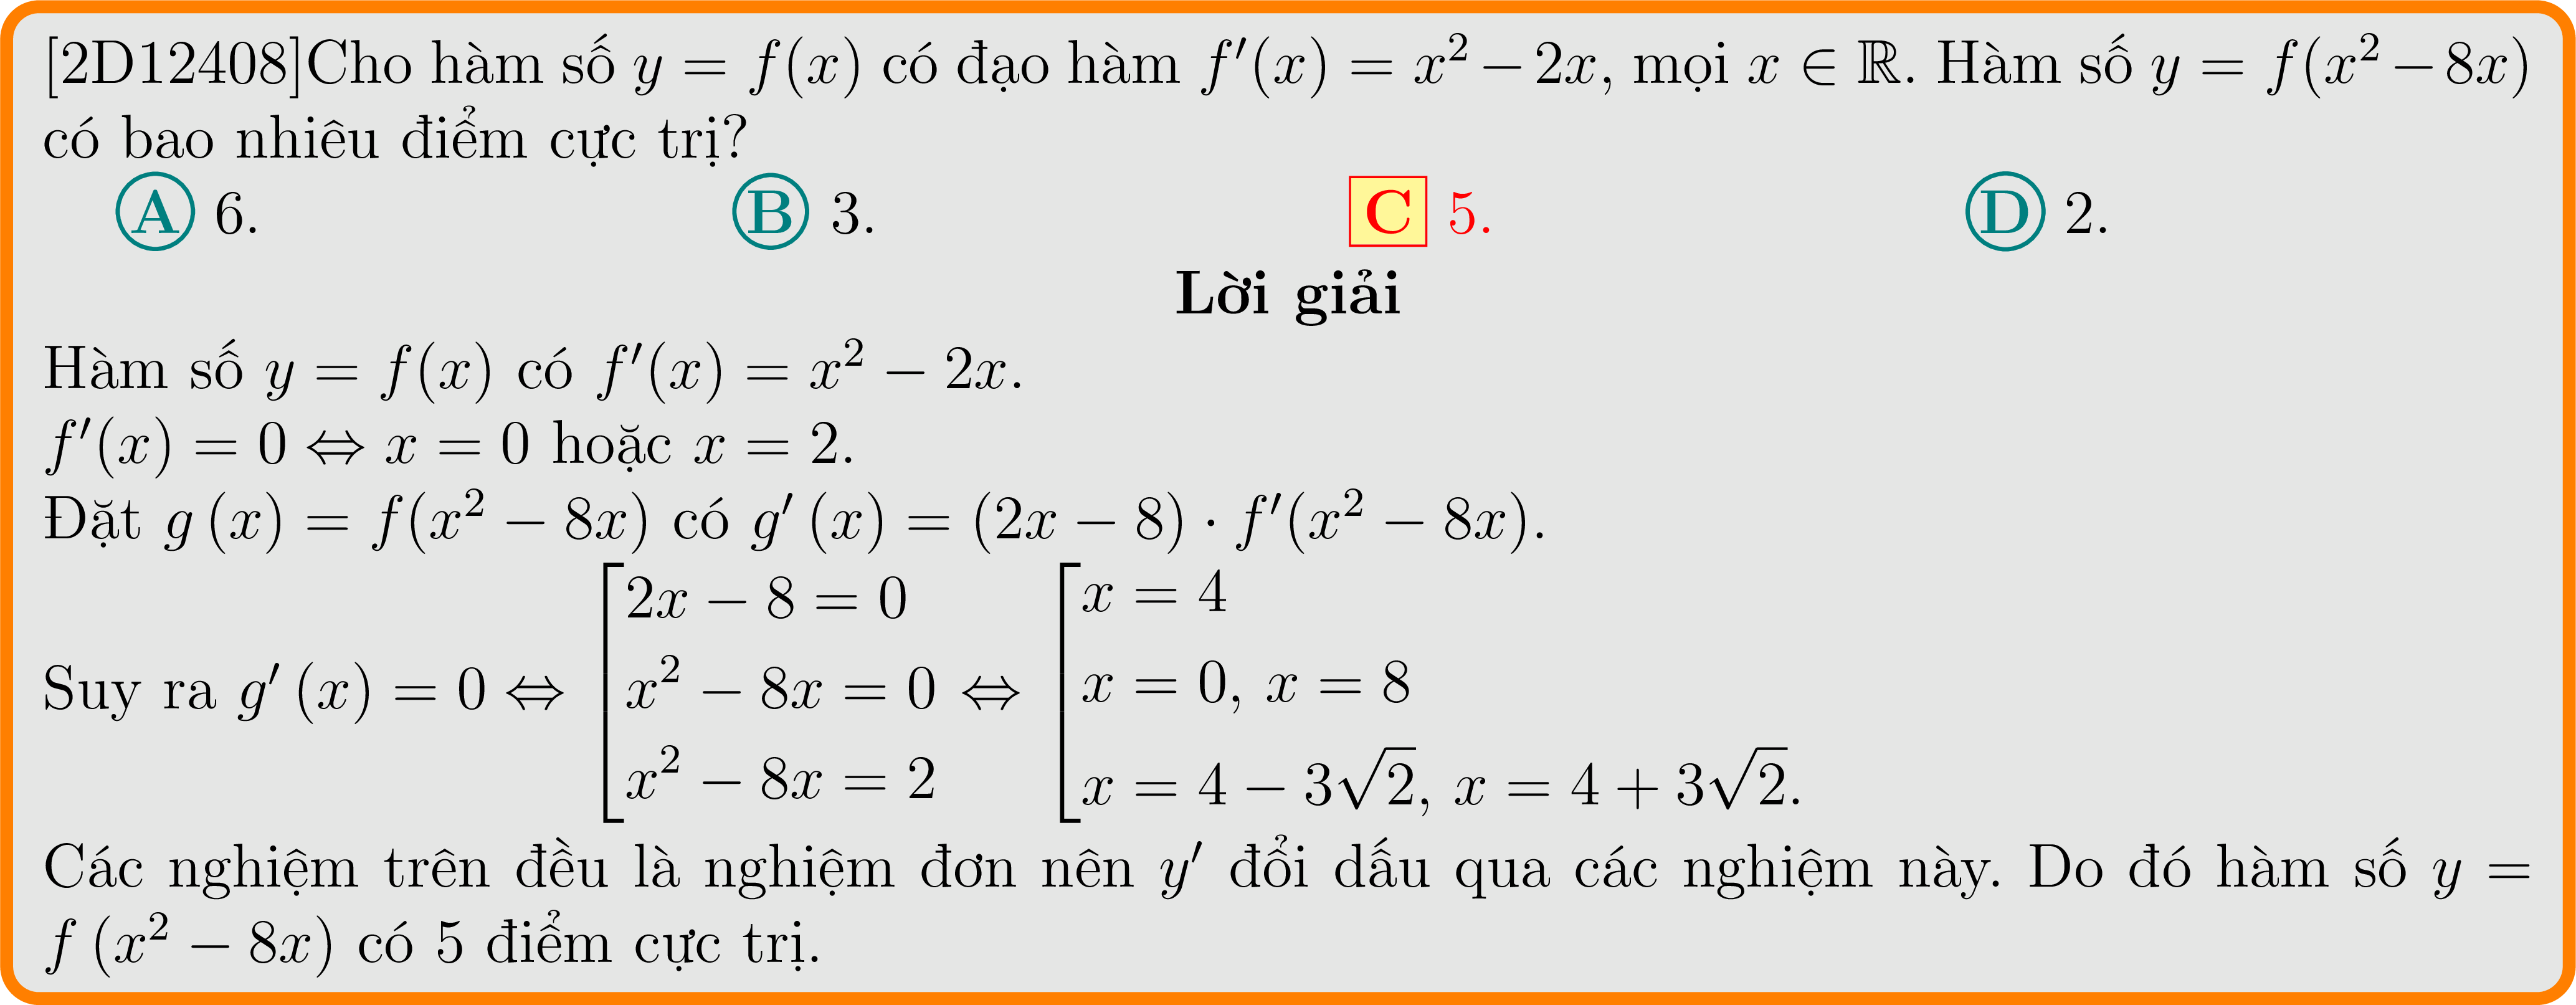 [2D12408]Cho hàm số y = f(x) có đạo hàm f′(x) = x² − 2x, mọi x ∈ ℝ. Hàm số y = f(x² − 8x)
có bao nhiêu điểm cực trị?
A 6. B 3. C 5. D 2.
Lời giải
Hàm số y = f(x) có f′(x) = x² − 2x.
f′(x) = 0 ⇔ x = 0 hoặc x = 2.
Đặt g (x) = f(x² − 8x) có g′ (x) = (2x − 8) · f′(x² − 8x).
Suy ra g′ (x) = 0 ⇔ [ 2x − 8 = 0 ; x² − 8x = 0 ; x² − 8x = 2 ⇔ [ x = 4 ; x = 0, x = 8 ; x = 4 − 3√2, x = 4 + 3√2.
Các nghiệm trên đều là nghiệm đơn nên y′ đổi dấu qua các nghiệm này. Do đó hàm số y =
f (x² − 8x) có 5 điểm cực trị.